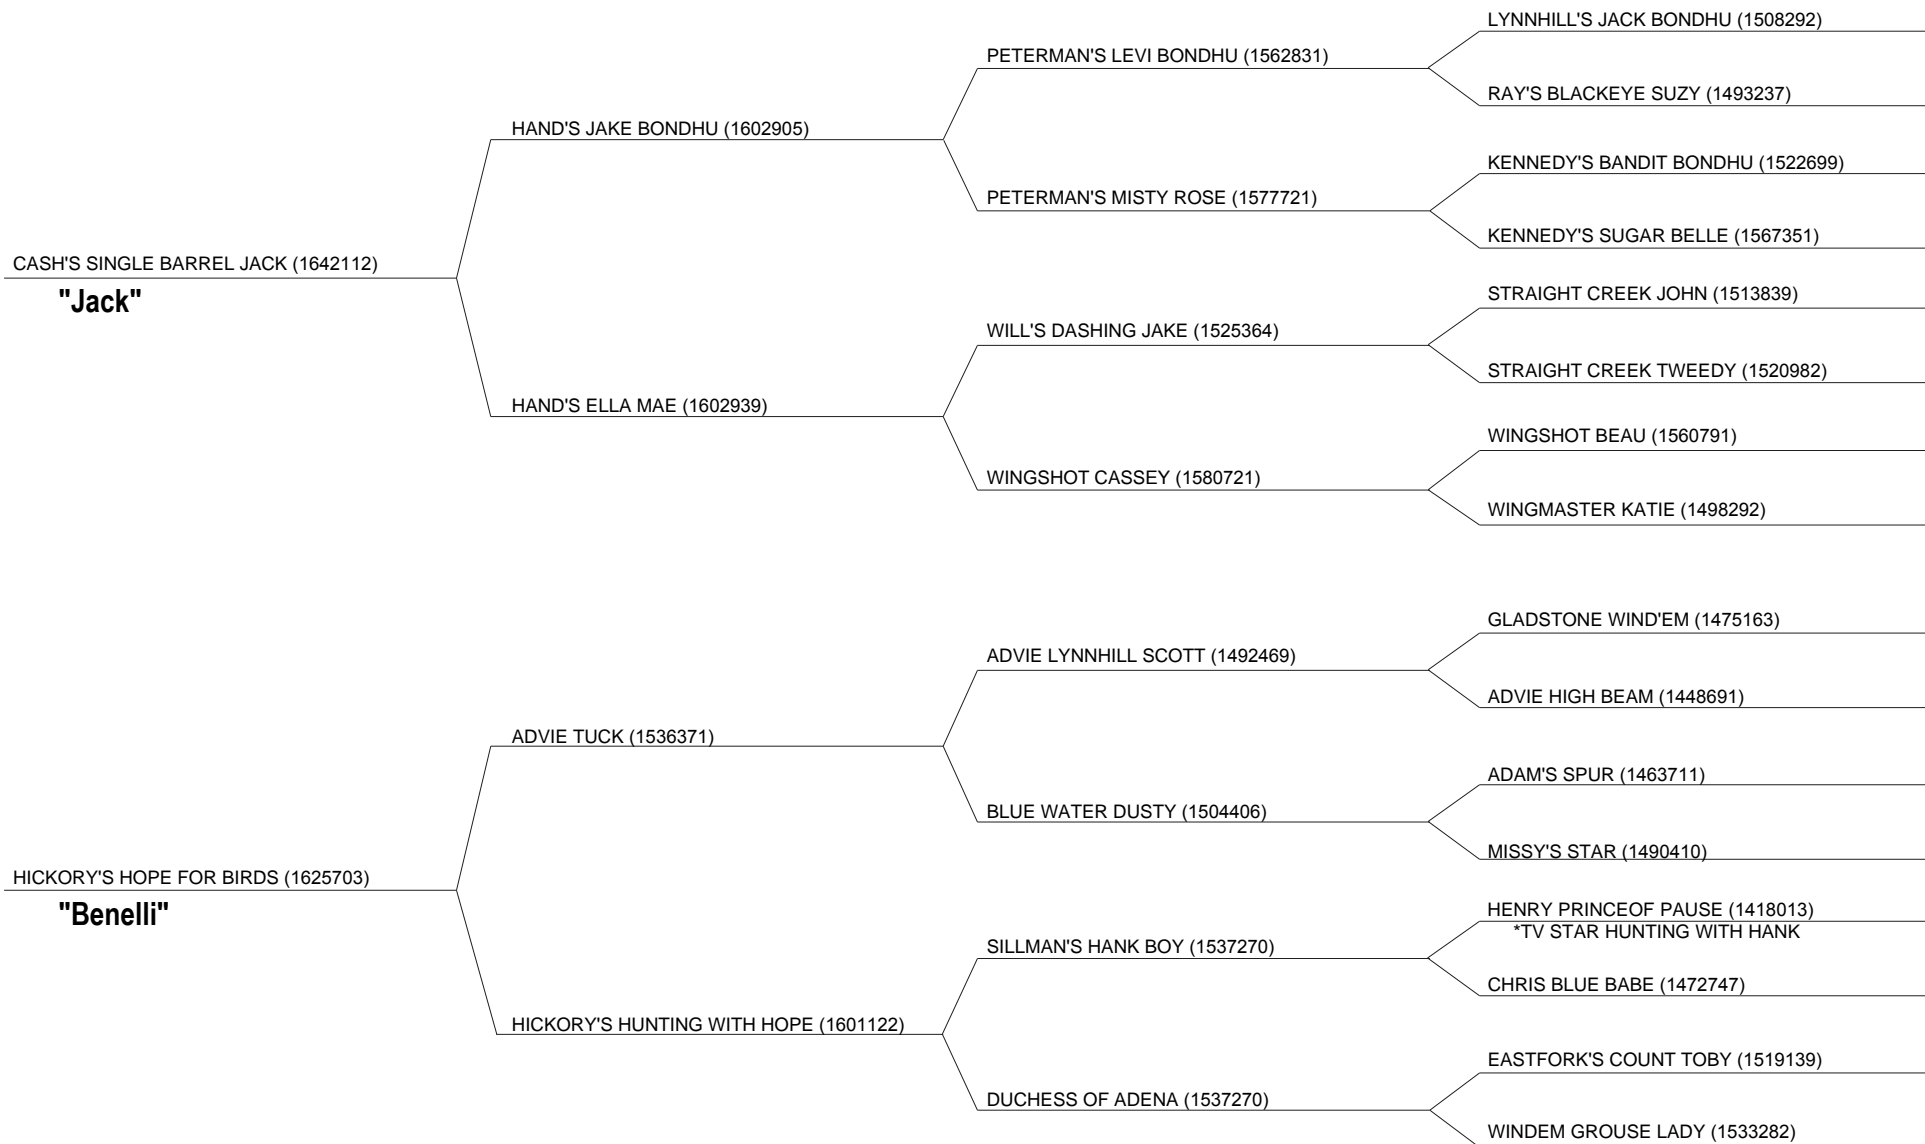 LYNNHILL'S JACK BONDHU (1508292)
PETERMAN'S LEVI BONDHU (1562831)
RAY'S BLACKEYE SUZY (1493237)
HAND'S JAKE BONDHU (1602905)
KENNEDY'S BANDIT BONDHU (1522699)
PETERMAN'S MISTY ROSE (1577721)
KENNEDY'S SUGAR BELLE (1567351)
CASH'S SINGLE BARREL JACK (1642112)
"Jack"
STRAIGHT CREEK JOHN (1513839)
WILL'S DASHING JAKE (1525364)
STRAIGHT CREEK TWEEDY (1520982)
HAND'S ELLA MAE (1602939)
WINGSHOT BEAU (1560791)
WINGSHOT CASSEY (1580721)
WINGMASTER KATIE (1498292)
GLADSTONE WIND'EM (1475163)
ADVIE LYNNHILL SCOTT (1492469)
ADVIE HIGH BEAM (1448691)
ADVIE TUCK (1536371)
ADAM'S SPUR (1463711)
BLUE WATER DUSTY (1504406)
MISSY'S STAR (1490410)
HICKORY'S HOPE FOR BIRDS (1625703)
"Benelli"
HENRY PRINCEOF PAUSE (1418013)
*TV STAR HUNTING WITH HANK
SILLMAN'S HANK BOY (1537270)
CHRIS BLUE BABE (1472747)
HICKORY'S HUNTING WITH HOPE (1601122)
EASTFORK'S COUNT TOBY (1519139)
DUCHESS OF ADENA (1537270)
WINDEM GROUSE LADY (1533282)